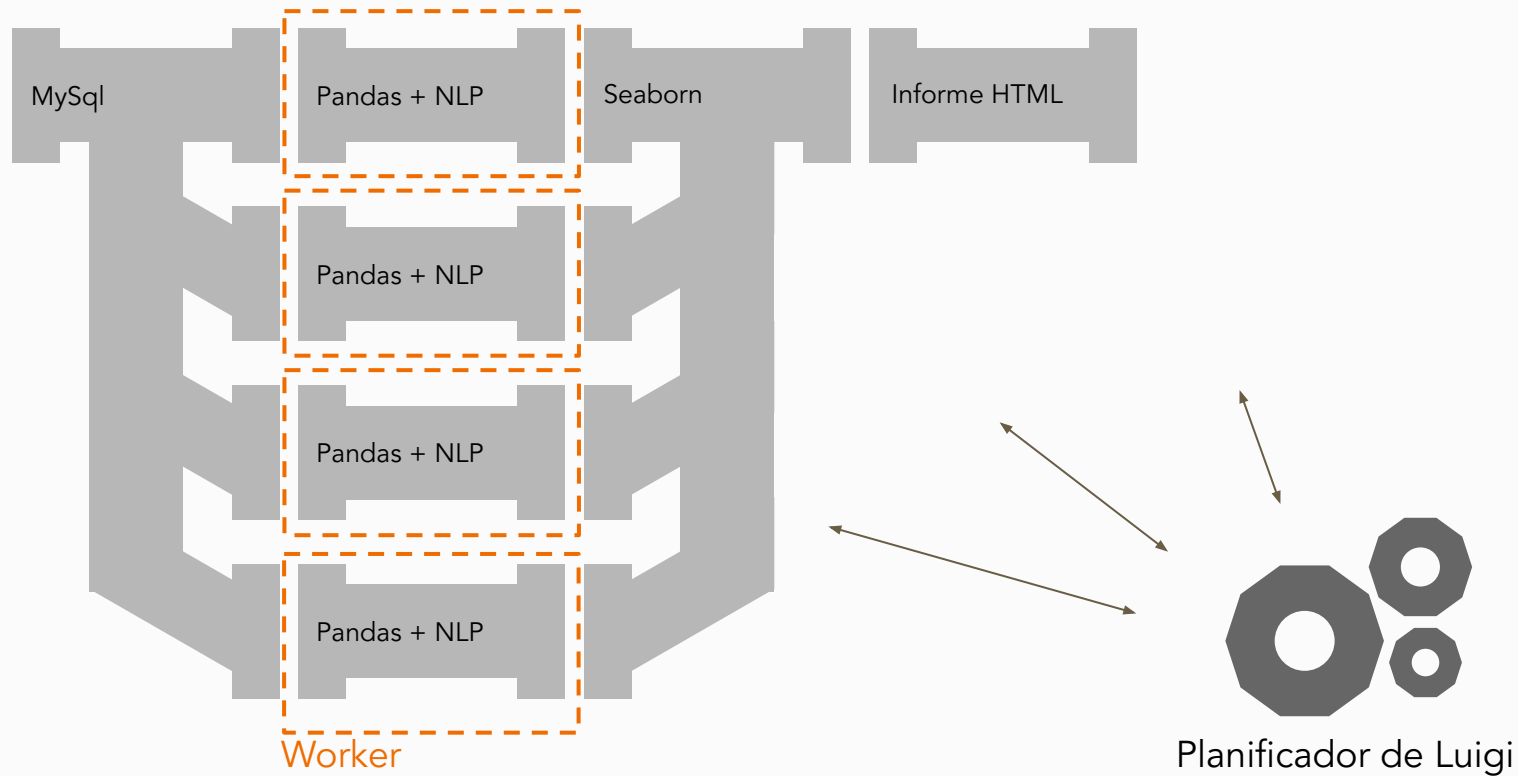 MySql
Pandas + NLP
Seaborn
Informe HTML
Pandas + NLP
Pandas + NLP
Pandas + NLP
Worker
Planificador de Luigi